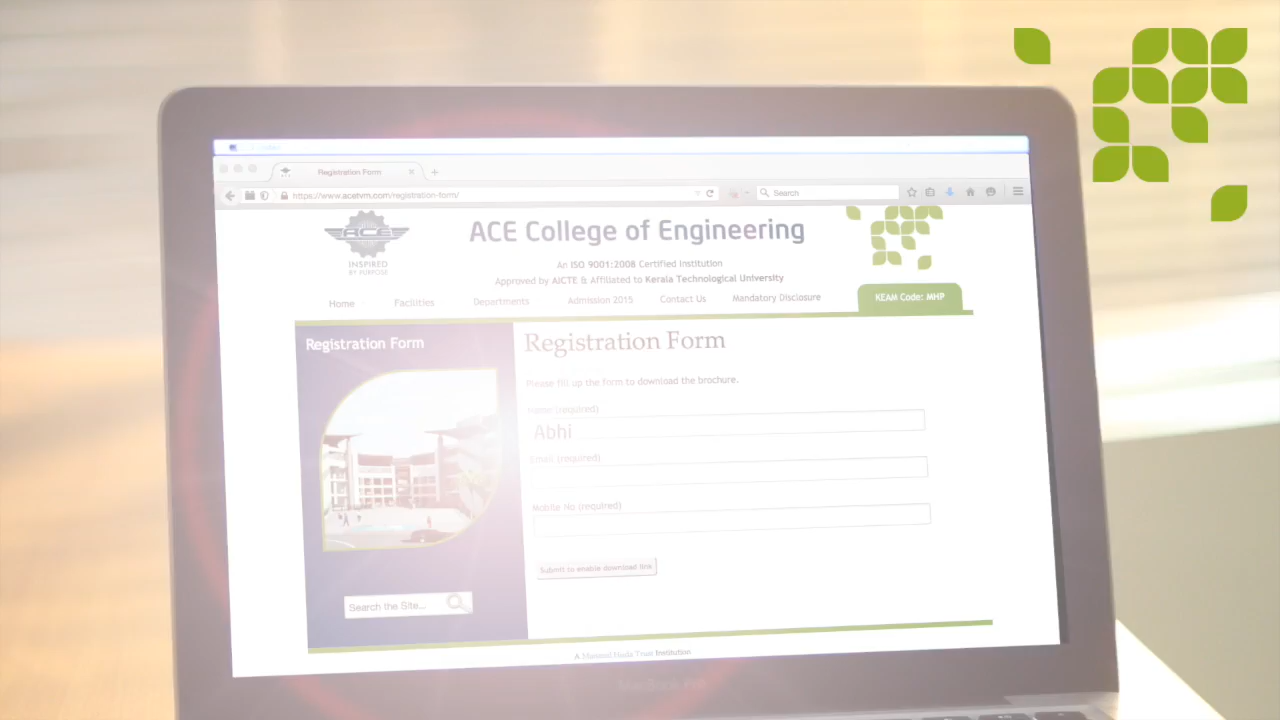 Registration Form
https://www.acetvm.com/registration-form/
Search
ACE
INSPIRED
BY PURPOSE
ACE College of Engineering
An ISO 9001:2008 Certified Institution
Approved by AICTE & Affiliated to Kerala Technological University
Home
Facilities
Departments
Admission 2015
Contact Us
Mandatory Disclosure
KEAM Code: MHP
Registration Form
Search the Site...
Registration Form
Please fill up the form to download the brochure.
Name (required)
Abhi
Email (required)
Mobile No (required)
Submit to enable download link
Trust Institution
MacBook Pro